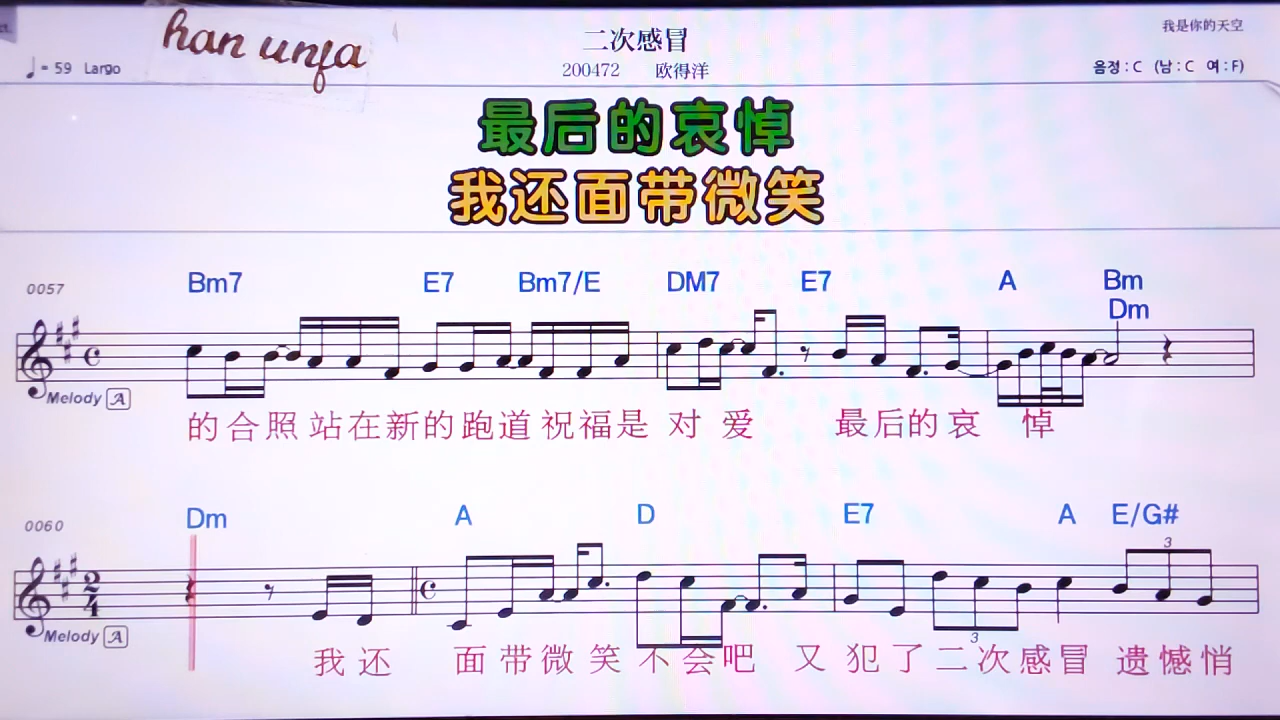 han unfa
二次感冒
我是你的天空
♩= 59 Largo
200472 欧得洋
음정 : C (남 : C 여 : F)
最后的哀悼
我还面带微笑
0057
Bm7 E7 Bm7/E DM7 E7 A Bm
Dm
Melody A
的合照站在新的跑道祝福是 对 爱 最后的哀 悼
0060
Dm A D E7 A E/G#
3
3
Melody A
我还 面带微笑不会吧 又犯了二次感冒 遗憾悄